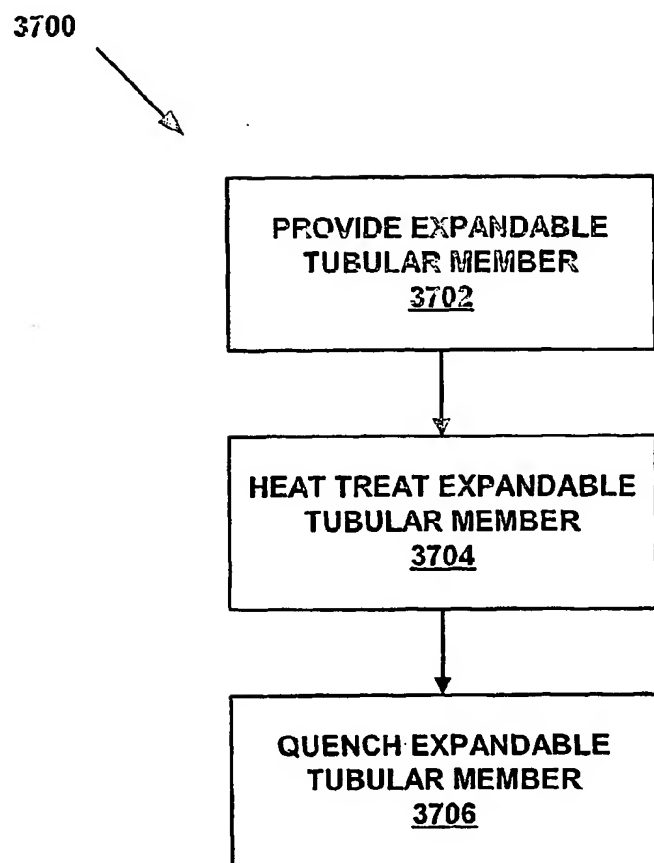 3700
PROVIDE EXPANDABLE
TUBULAR MEMBER
3702
HEAT TREAT EXPANDABLE
TUBULAR MEMBER
3704
QUENCH EXPANDABLE
TUBULAR MEMBER
3706